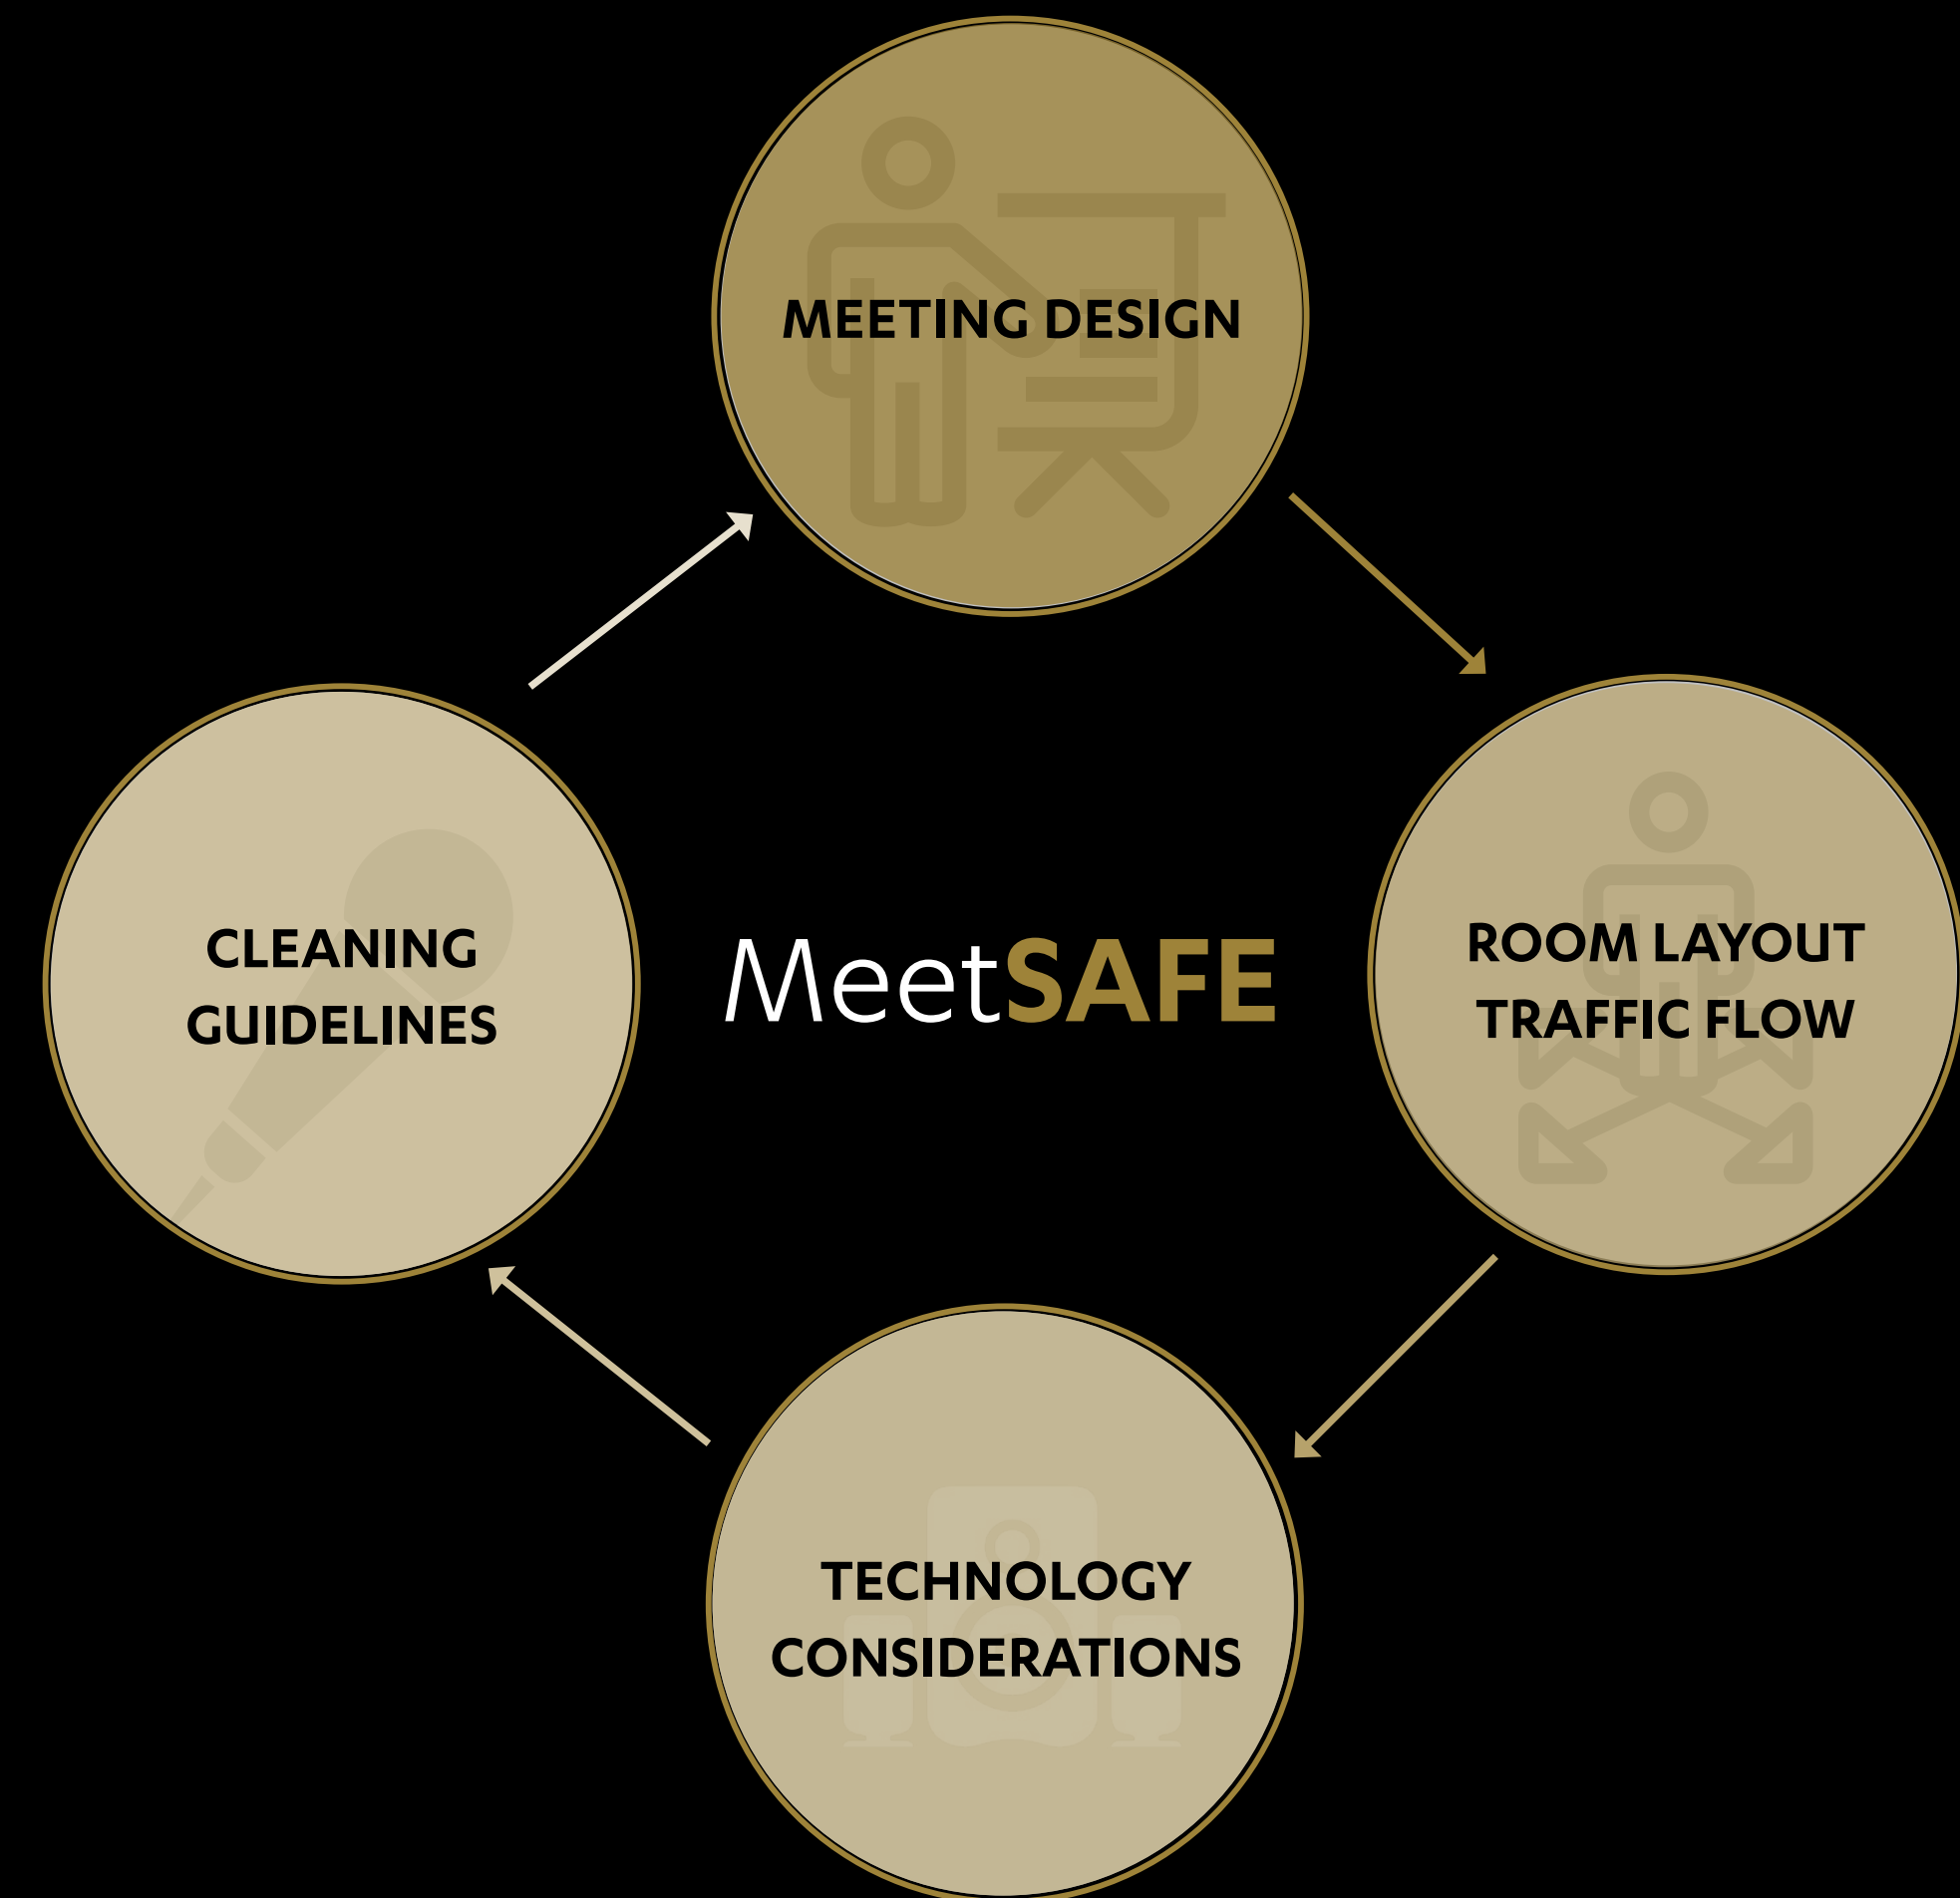 MEETING DESIGN
CLEANING
GUIDELINES
MeetSAFE
ROOM LAYOUT
TRAFFIC FLOW
TECHNOLOGY
CONSIDERATIONS